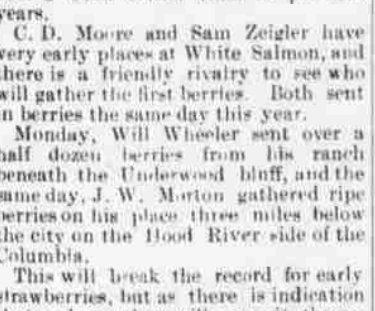 years.
C. D. Moore and Sam Zeigler have
very early places at White Salmon, and
there is a friendly rivalry to see who
will gather the first berries. Both sent
in berries the same day this year.
Monday, Will Wheeler sent over a
half dozen berries from his ranch
beneath the Underwood bluff, and the
same day, J. W. Morton gathered ripe
berries on his place three miles below
the city on the Hood River side of the
Columbia.
This will break the record for early
strawberries, but as there is indication